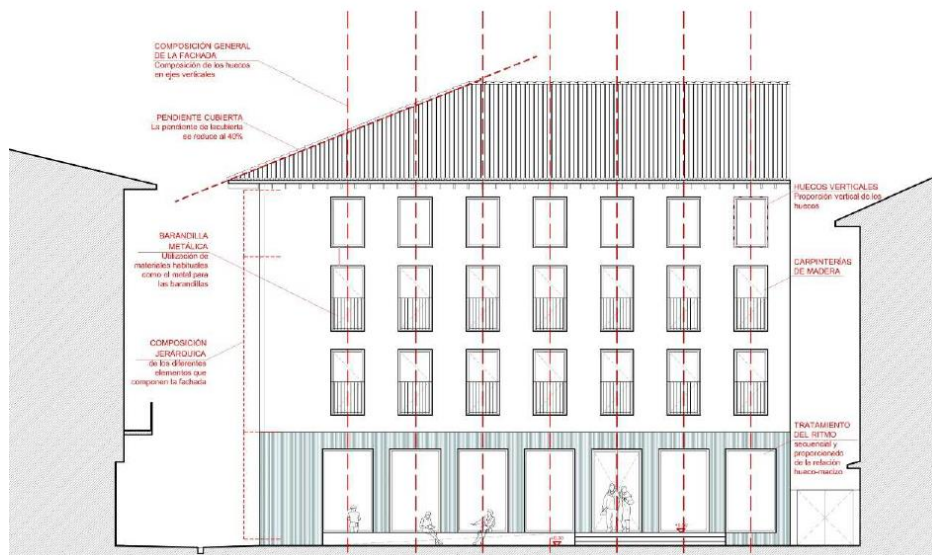 COMPOSICIÓN GENERAL
DE LA FACHADA
Composición de los huecos
en ejes verticales
PENDIENTE CUBIERTA
La pendiente de lacubierta
se reduce al 40%
HUECOS VERTICALES
Proporción vertical de los
huecos
BARANDILLA
METÁLICA
Utilización de
materiales habituales
como el metal para
las barandillas
CARPINTERÍAS
DE MADERA
COMPOSICIÓN
JERÁRQUICA
de los diferentes
elementos que
componen la fachada
TRATAMIENTO
DEL RITMO
secuencial y
proporcionado
de la relación
hueco-macizo